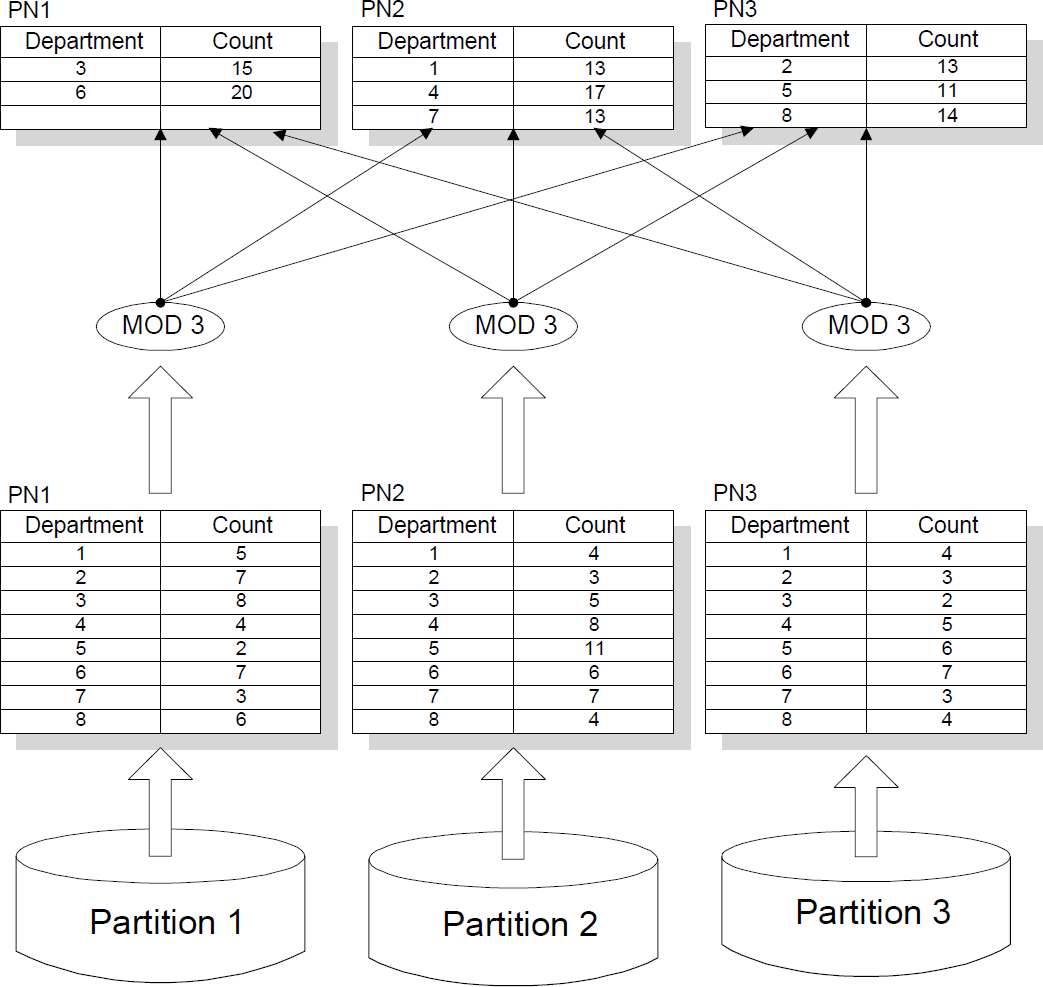 PN1 PN2 PN3
Department Count Department Count Department Count
3 15 1 13 2 13
6 20 4 17 5 11
7 13 8 14
MOD 3 MOD 3 MOD 3
PN1 PN2 PN3
Department Count Department Count Department Count
1 5 1 4 1 4
2 7 2 3 2 3
3 8 3 5 3 2
4 4 4 8 4 5
5 2 5 11 5 6
6 7 6 6 6 7
7 3 7 7 7 3
8 6 8 4 8 4
Partition 1 Partition 2 Partition 3